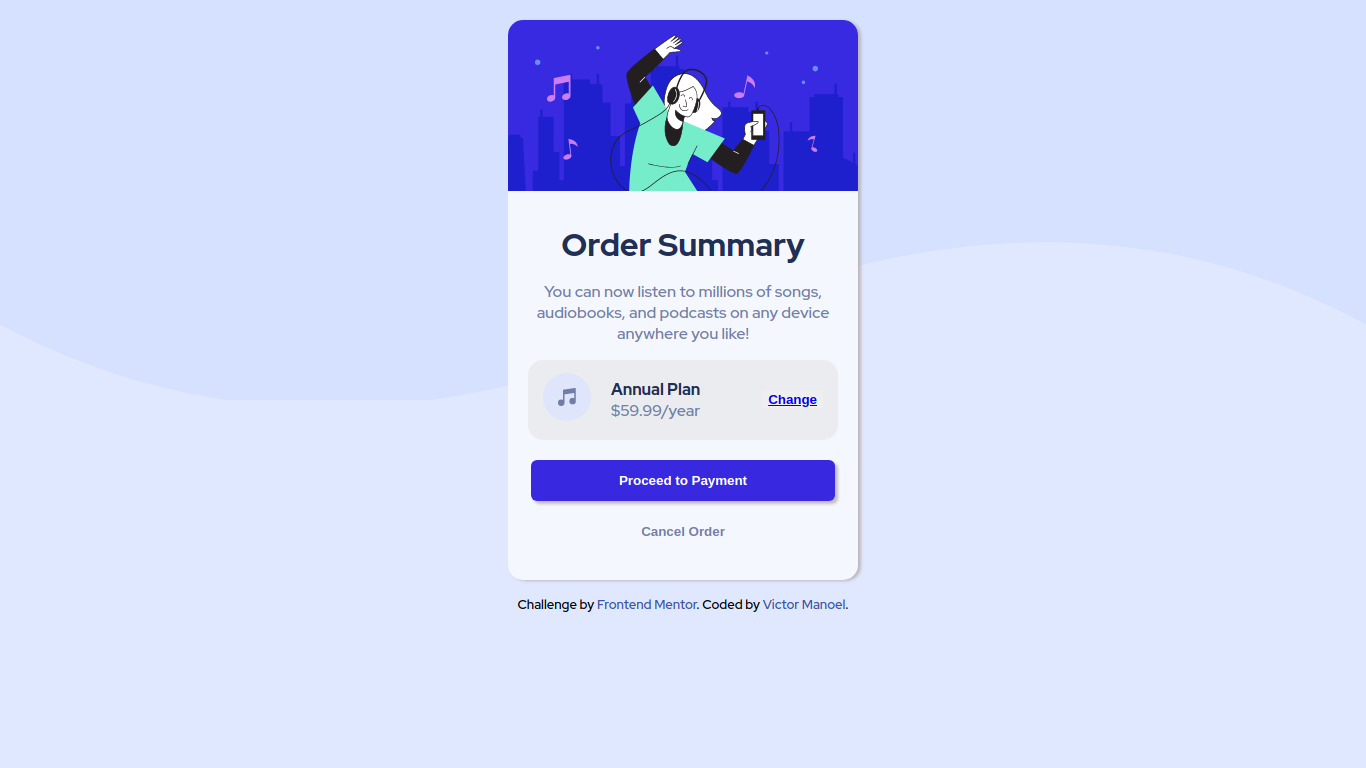 Order Summary
You can now listen to millions of songs,
audiobooks, and podcasts on any device
anywhere you like!
Annual Plan
$59.99/year
Change
Proceed to Payment
Cancel Order
Challenge by Frontend Mentor. Coded by Victor Manoel.